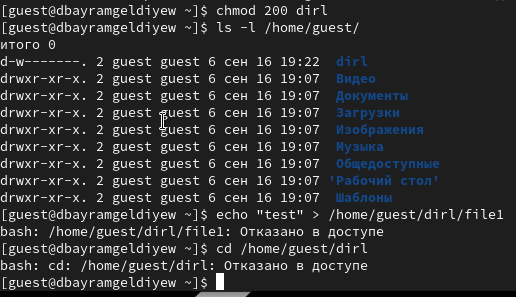 [guest@dbayramgeldiyew ~]$ chmod 200 dirl
[guest@dbayramgeldiyew ~]$ ls -l /home/guest/
итого 0
d-w-------. 2 guest guest 6 сен 16 19:22  dirl
drwxr-xr-x. 2 guest guest 6 сен 16 19:07  Видео
drwxr-xr-x. 2 guest guest 6 сен 16 19:07  Документы
drwxr-xr-x. 2 guest guest 6 сен 16 19:07  Загрузки
drwxr-xr-x. 2 guest guest 6 сен 16 19:07  Изображения
drwxr-xr-x. 2 guest guest 6 сен 16 19:07  Музыка
drwxr-xr-x. 2 guest guest 6 сен 16 19:07  Общедоступные
drwxr-xr-x. 2 guest guest 6 сен 16 19:07 'Рабочий стол'
drwxr-xr-x. 2 guest guest 6 сен 16 19:07  Шаблоны
[guest@dbayramgeldiyew ~]$ echo "test" > /home/guest/dirl/file1
bash: /home/guest/dirl/file1: Отказано в доступе
[guest@dbayramgeldiyew ~]$ cd /home/guest/dirl
bash: cd: /home/guest/dirl: Отказано в доступе
[guest@dbayramgeldiyew ~]$